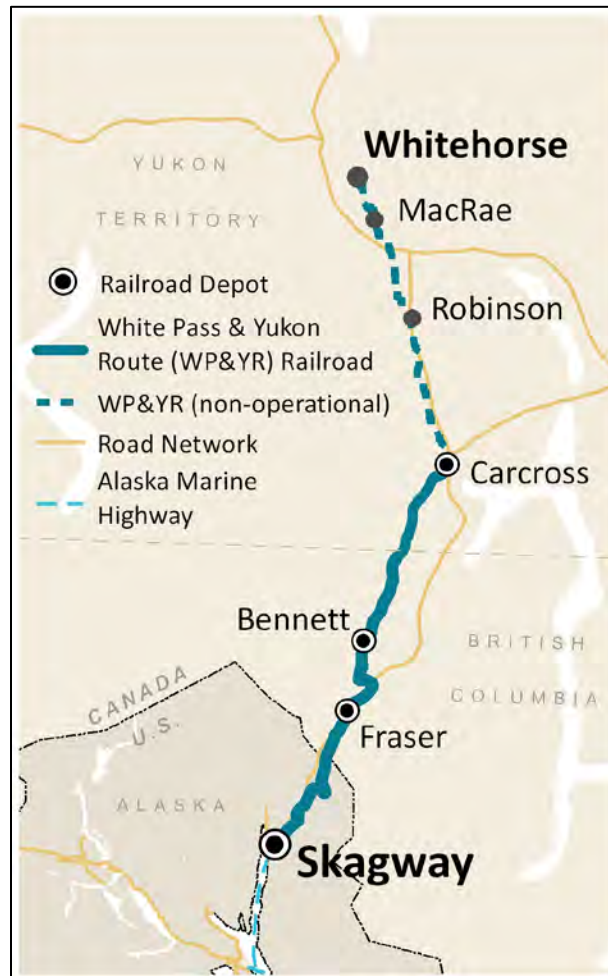 Whitehorse
YUKON
MacRae
TERRITORY
Railroad Depot
Robinson
White Pass & Yukon
Route (WP&YR) Railroad
WP&YR (non-operational)
Road Network
Carcross
Alaska Marine
Highway
Bennett
BRITISH
COLUMBIA
CANADA
U.S.
Fraser
ALASKA
Skagway